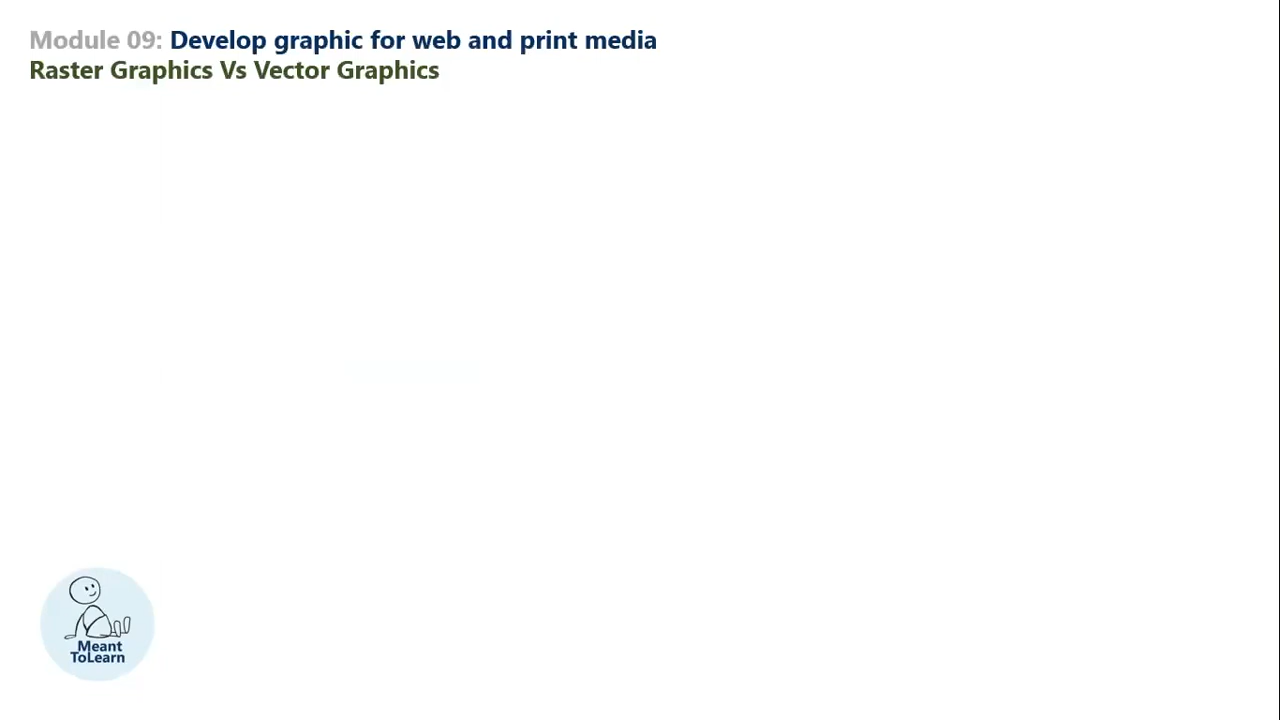 Module 09: Develop graphic for web and print media
Raster Graphics Vs Vector Graphics
Meant
ToLearn